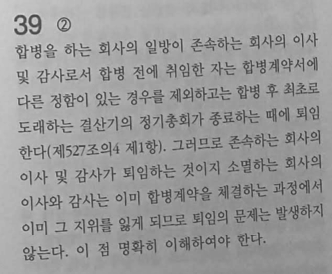 39 ②
합병을 하는 회사의 일방이 존속하는 회사의 이사
및 감사로서 합병 전에 취임한 자는 합병계약서에
다른 정함이 있는 경우를 제외하고는 합병 후 최초로
도래하는 결산기의 정기총회가 종료하는 때에 퇴임
한다(제527조의4 제1항). 그러므로 존속하는 회사의
이사 및 감사가 퇴임하는 것이지 소멸하는 회사의
이사와 감사는 이미 합병계약을 체결하는 과정에서
이미 그 지위를 잃게 되므로 퇴임의 문제는 발생하지
않는다. 이 점 명확히 이해하여야 한다.